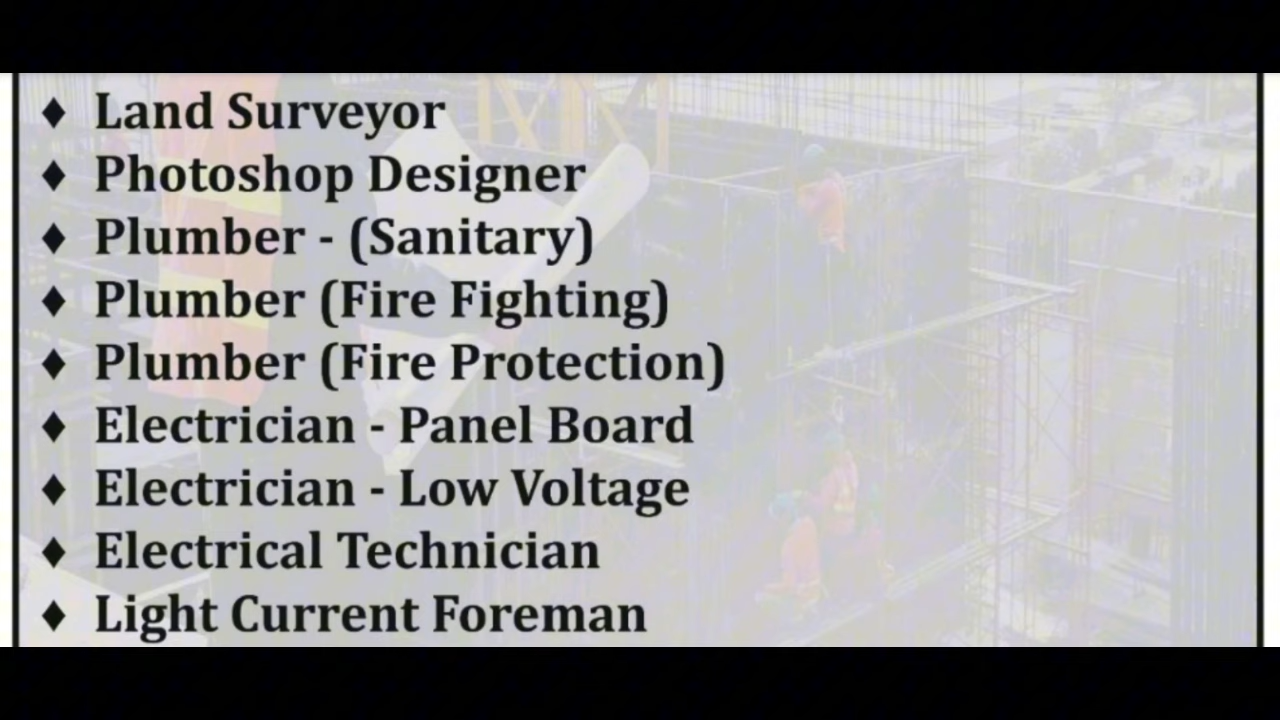 ♦ Land Surveyor
♦ Photoshop Designer
♦ Plumber - (Sanitary)
♦ Plumber (Fire Fighting)
♦ Plumber (Fire Protection)
♦ Electrician - Panel Board
♦ Electrician - Low Voltage
♦ Electrical Technician
♦ Light Current Foreman